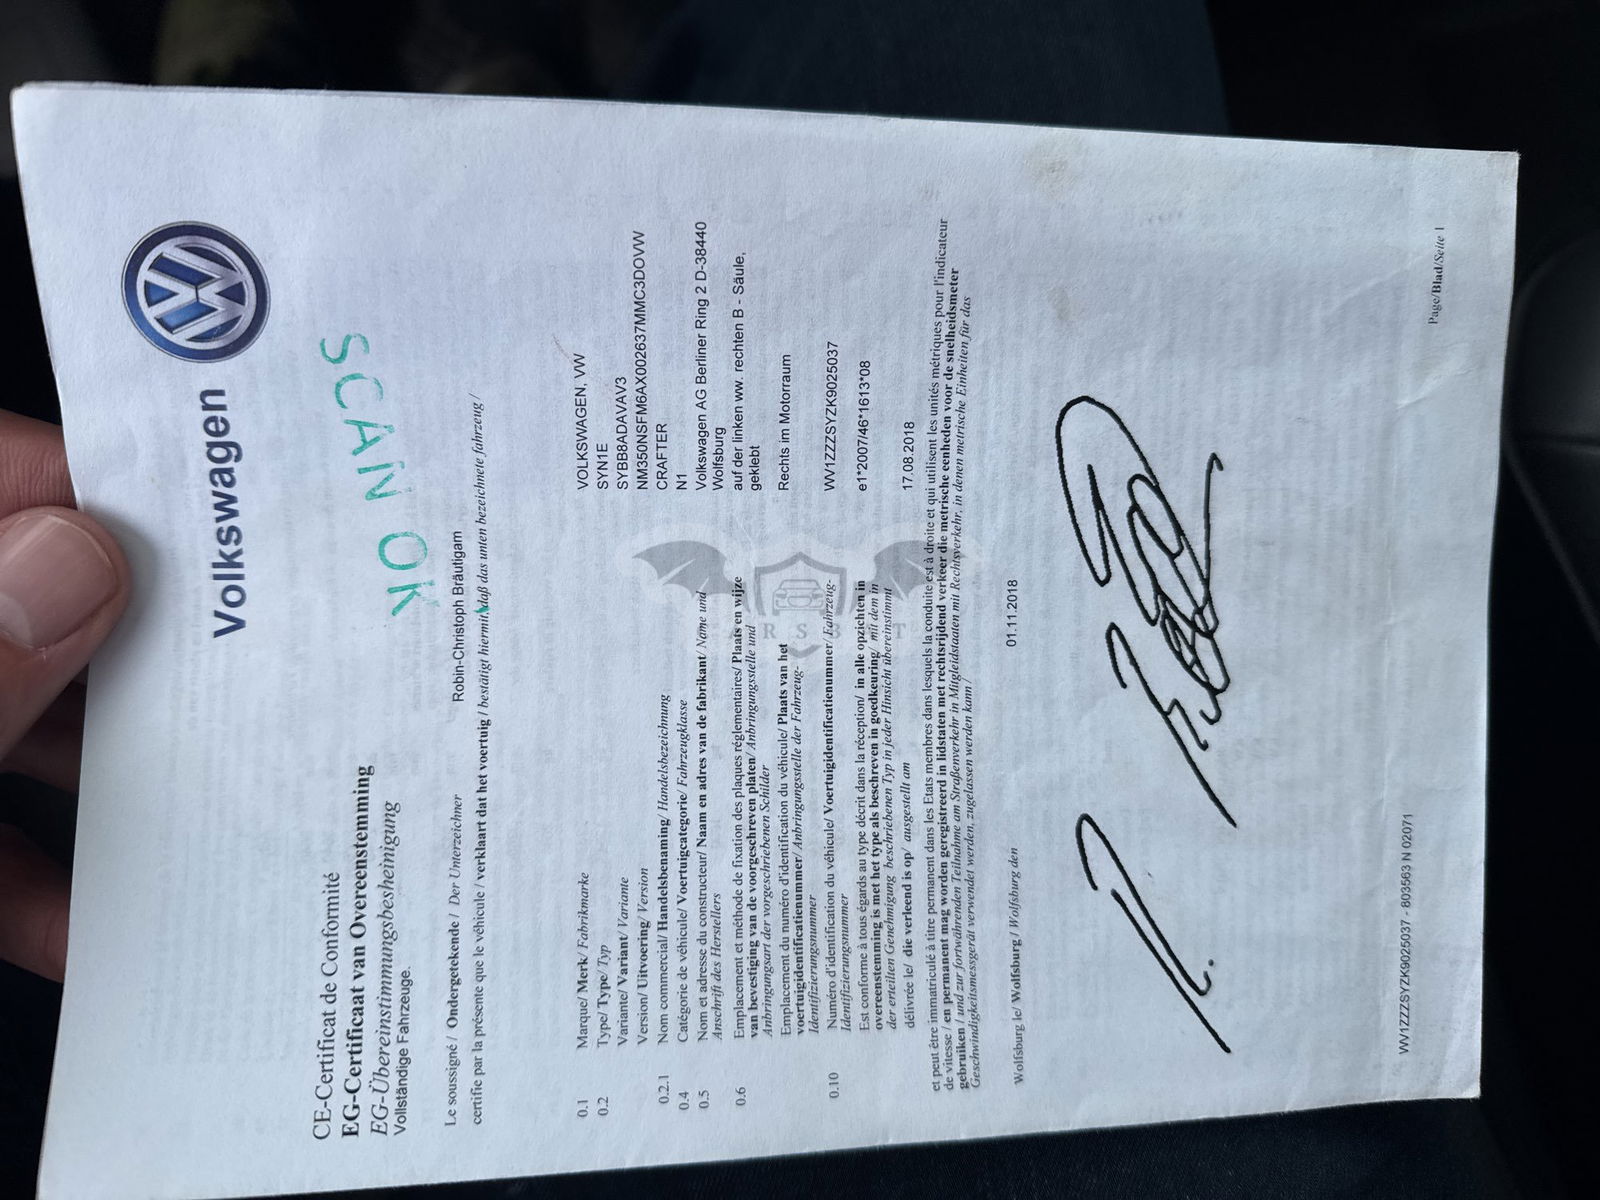 Volkswagen
SCAN OK
CE-Certificat de Conformité
EG-Certificaat van Overeenstemming
EG-Übereinstimmungsbesheinigung
Vollständige Fahrzeuge.
Le soussigné / Ondergetekende / Der Unterzeichner Robin-Christoph Bräutigam
certifie par la présente que le véhicule / verklaart dat het voertuig / bestätigt hiermit, daß das unten bezeichnete fahrzeug /
0.1 Marque/ Merk/ Fabrikmarke VOLKSWAGEN, VW
0.2 Type/ Type/ Typ SYN1E
Variante/ Variant/ Variante SYBB8ADAVAV3
Version/ Uitvoering/ Version NM350NSFM6AX002637MMC3DOVW
0.2.1 Nom commercial/ Handelsbenaming/ Handelsbezeichnung CRAFTER
0.4 Catégorie de véhicule/ Voertuigcategorie/ Fahrzeugklasse N1
0.5 Nom et adresse du constructeur/ Naam en adres van de fabrikant/ Name und Volkswagen AG Berliner Ring 2 D-38440
Anschrift des Herstellers Wolfsburg
0.6 Emplacement et méthode de fixation des plaques réglementaires/ Plaats en wijze auf der linken ww. rechten B - Säule,
van bevestiging van de voorgeschreven platen/ Anbringungsstelle und geklebt
Anbringungsart der vorgeschriebenen Schilder
Emplacement du numéro d'identification du véhicule/ Plaats van het Rechts im Motorraum
voertuigidentificatienummer/ Anbringungsstelle der Fahrzeug-
Identifizierungsnummer
0.10 Numéro d'identification du véhicule/ Voertuigidentificatienummer/ Fahrzeug- WV1ZZZSYZK9025037
Identifizierungsnummer
Est conforme à tous égards au type décrit dans la réception/ in alle opzichten in e1*2007/46*1613*08
overeenstemming is met het type als beschreven in goedkeuring/ mit dem in
der erteilten Genehmigung beschriebenen Typ in jeder Hinsicht übereinstimmt
délivrée le/ die verleend is op/ ausgestellt am 17.08.2018
et peut être immatriculé à titre permanent dans les Etats membres dans lesquels la conduite est à droite et qui utilisent les unités métriques pour l'indicateur
de vitesse / en permanent mag worden geregistreerd in lidstaten met rechtsrijdend verkeer die metrische eenheden voor de snelheidsmeter
gebruiken / und zur fortwährenden Teilnahme am Straßenverkehr in Mitgleidstaaten mit Rechtsverkehr, in denen metrische Einheiten für das
Geschwindigkeitsmessgerät verwendet werden, zugelassen werden kann /
Wolfsburg le/ Wolfsburg / Wolfsburg den 01.11.2018
WV1ZZZSYZK9025037 - 803563 N 02071
Page/Blad/Seite 1